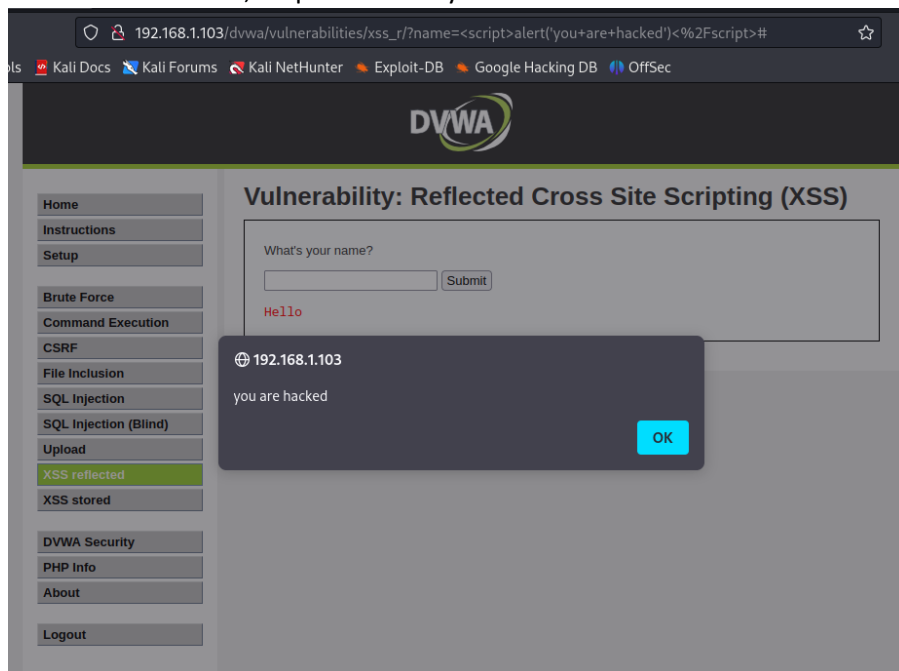 192.168.1.103/dvwa/vulnerabilities/xss_r/?name=<script>alert('you+are+hacked')<%2Fscript>#
ols Kali Docs Kali Forums Kali NetHunter Exploit-DB Google Hacking DB OffSec
DVWA
Home
Instructions
Setup
Brute Force
Command Execution
CSRF
File Inclusion
SQL Injection
SQL Injection (Blind)
Upload
XSS reflected
XSS stored
DVWA Security
PHP Info
About
Logout
Vulnerability: Reflected Cross Site Scripting (XSS)
What's your name?
Submit
Hello
192.168.1.103
you are hacked
OK